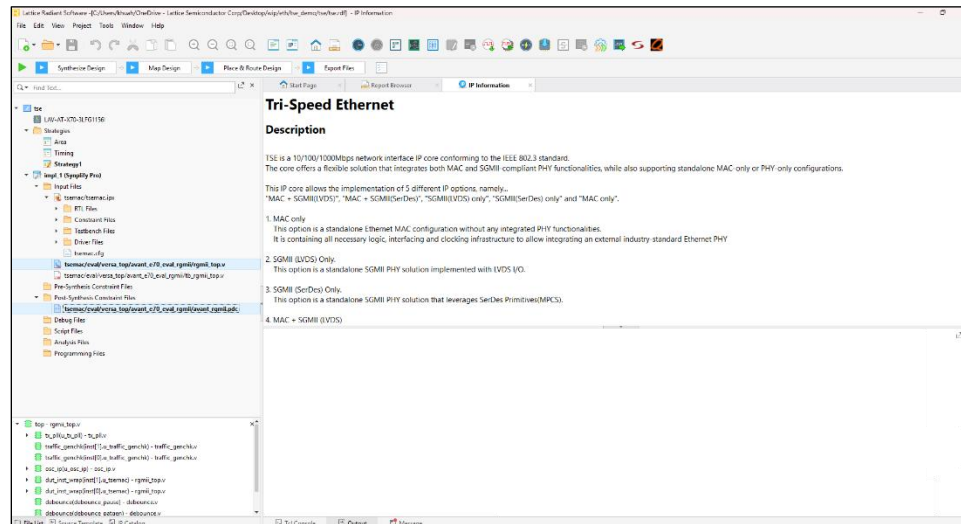 Lattice Radiant Software -[C:/Users/lkhuah/OneDrive - Lattice Semiconductor Corp/Desktop/wip/eth/tse_demo/tse/tse.rdf] - IP Information
File Edit View Project Tools Window Help
Synthesize Design Map Design Place & Route Design Export Files
Find Text...
Start Page Report Browser IP Information
tse
LAV-AT-X70-3LFG1156I
Strategies
Area
Timing
Strategy1
impl_1 (Synplify Pro)
Input Files
tsemac/tsemac.ipx
RTL Files
Constraint Files
Testbench Files
Driver Files
tsemac.cfg
tsemac/eval/versa_top/avant_e70_eval_rgmii/rgmii_top.v
tsemac/eval/versa_top/avant_e70_eval_rgmii/tb_rgmii_top.v
Pre-Synthesis Constraint Files
Post-Synthesis Constraint Files
tsemac/eval/versa_top/avant_e70_eval_rgmii/avant_rgmii.pdc
Debug Files
Script Files
Analysis Files
Programming Files
top - rgmii_top.v
tx_pll(u_tx_pll) - tx_pll.v
traffic_genchk(inst[1].u_traffic_genchk) - traffic_genchk.v
traffic_genchk(inst[0].u_traffic_genchk) - traffic_genchk.v
osc_ip(u_osc_ip) - osc_ip.v
dut_inst_wrap(inst[1].u_tsemac) - rgmii_top.v
dut_inst_wrap(inst[0].u_tsemac) - rgmii_top.v
debounce(debounce_pause) - debounce.v
debounce(debounce_patgen) - debounce.v
File List Source Template IP Catalog
Tri-Speed Ethernet
Description
TSE is a 10/100/1000Mbps network interface IP core conforming to the IEEE 802.3 standard.
The core offers a flexible solution that integrates both MAC and SGMII-compliant PHY functionalities, while also supporting standalone MAC-only or PHY-only configurations.
This IP core allows the implementation of 5 different IP options, namely...
"MAC + SGMII(LVDS)", "MAC + SGMII(SerDes)", "SGMII(LVDS) only", "SGMII(SerDes) only" and "MAC only".
1. MAC only
This option is a standalone Ethernet MAC configuration without any integrated PHY functionalities.
It is containing all necessary logic, interfacing and clocking infrastructure to allow integrating an external industry-standard Ethernet PHY
2. SGMII (LVDS) Only.
This option is a standalone SGMII PHY solution implemented with LVDS I/O.
3. SGMII (SerDes) Only.
This option is a standalone SGMII PHY solution that leverages SerDes Primitives(MPCS).
4. MAC + SGMII (LVDS)
Tcl Console Output Message